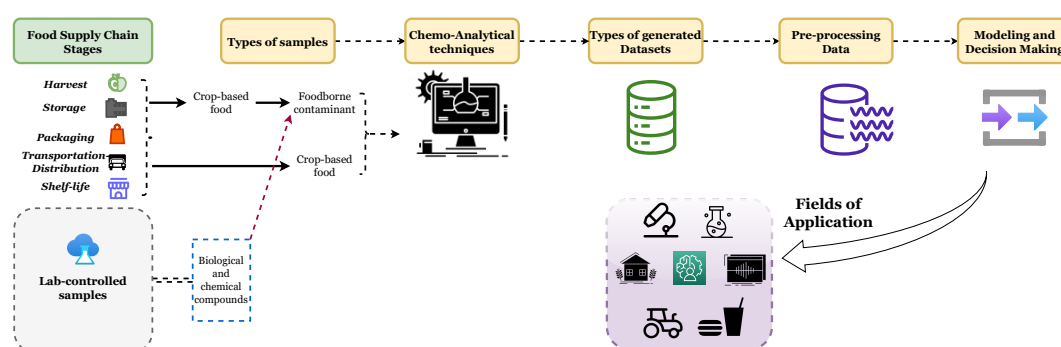 Food Supply Chain
Stages
Types of samples
Chemo-Analytical
techniques
Types of generated
Datasets
Pre-processing
Data
Modeling and
Decision Making
Harvest
Storage
Packaging
Transportation-
Distribution
Shelf-life
Crop-based
food
Foodborne
contaminant
Crop-based
food
Lab-controlled
samples
Biological
and
chemical
compounds
Fields of
Application